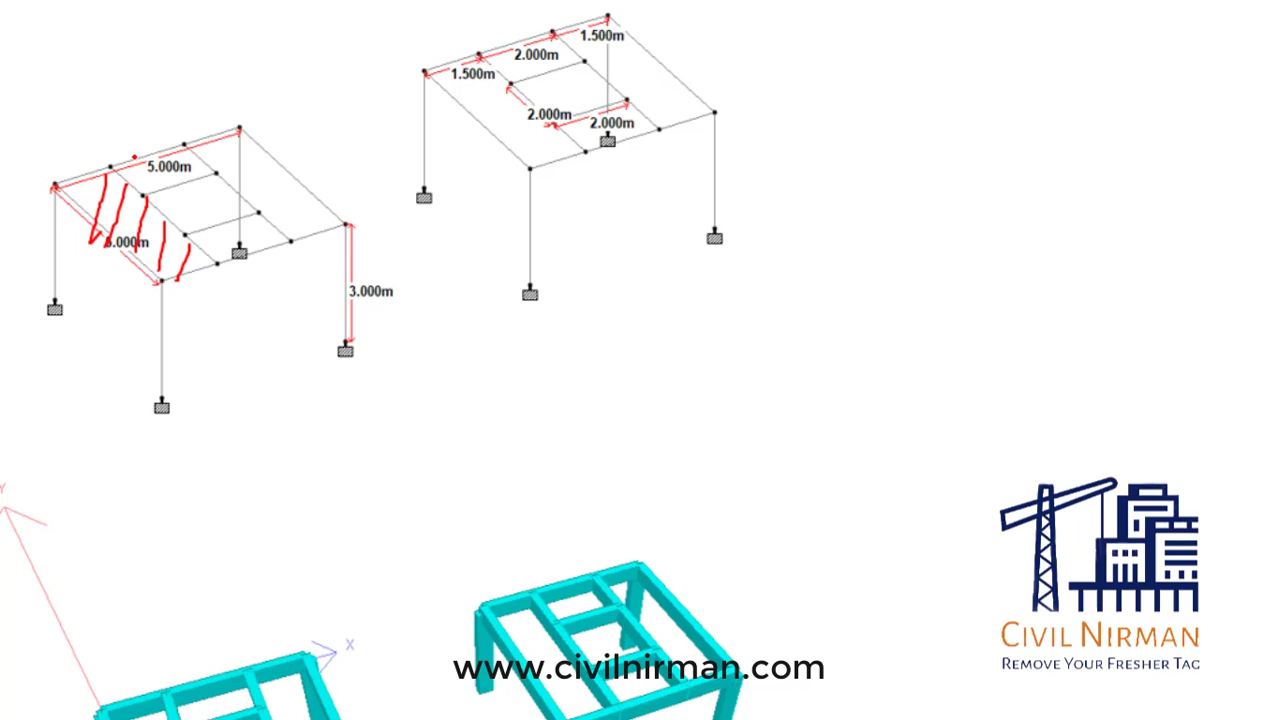 1.500m
2.000m
1.500m
2.000m
2.000m
5.000m
.000m
3.000m
Y
X
www.civilnirman.com
CIVIL NIRMAN
REMOVE YOUR FRESHER TAG